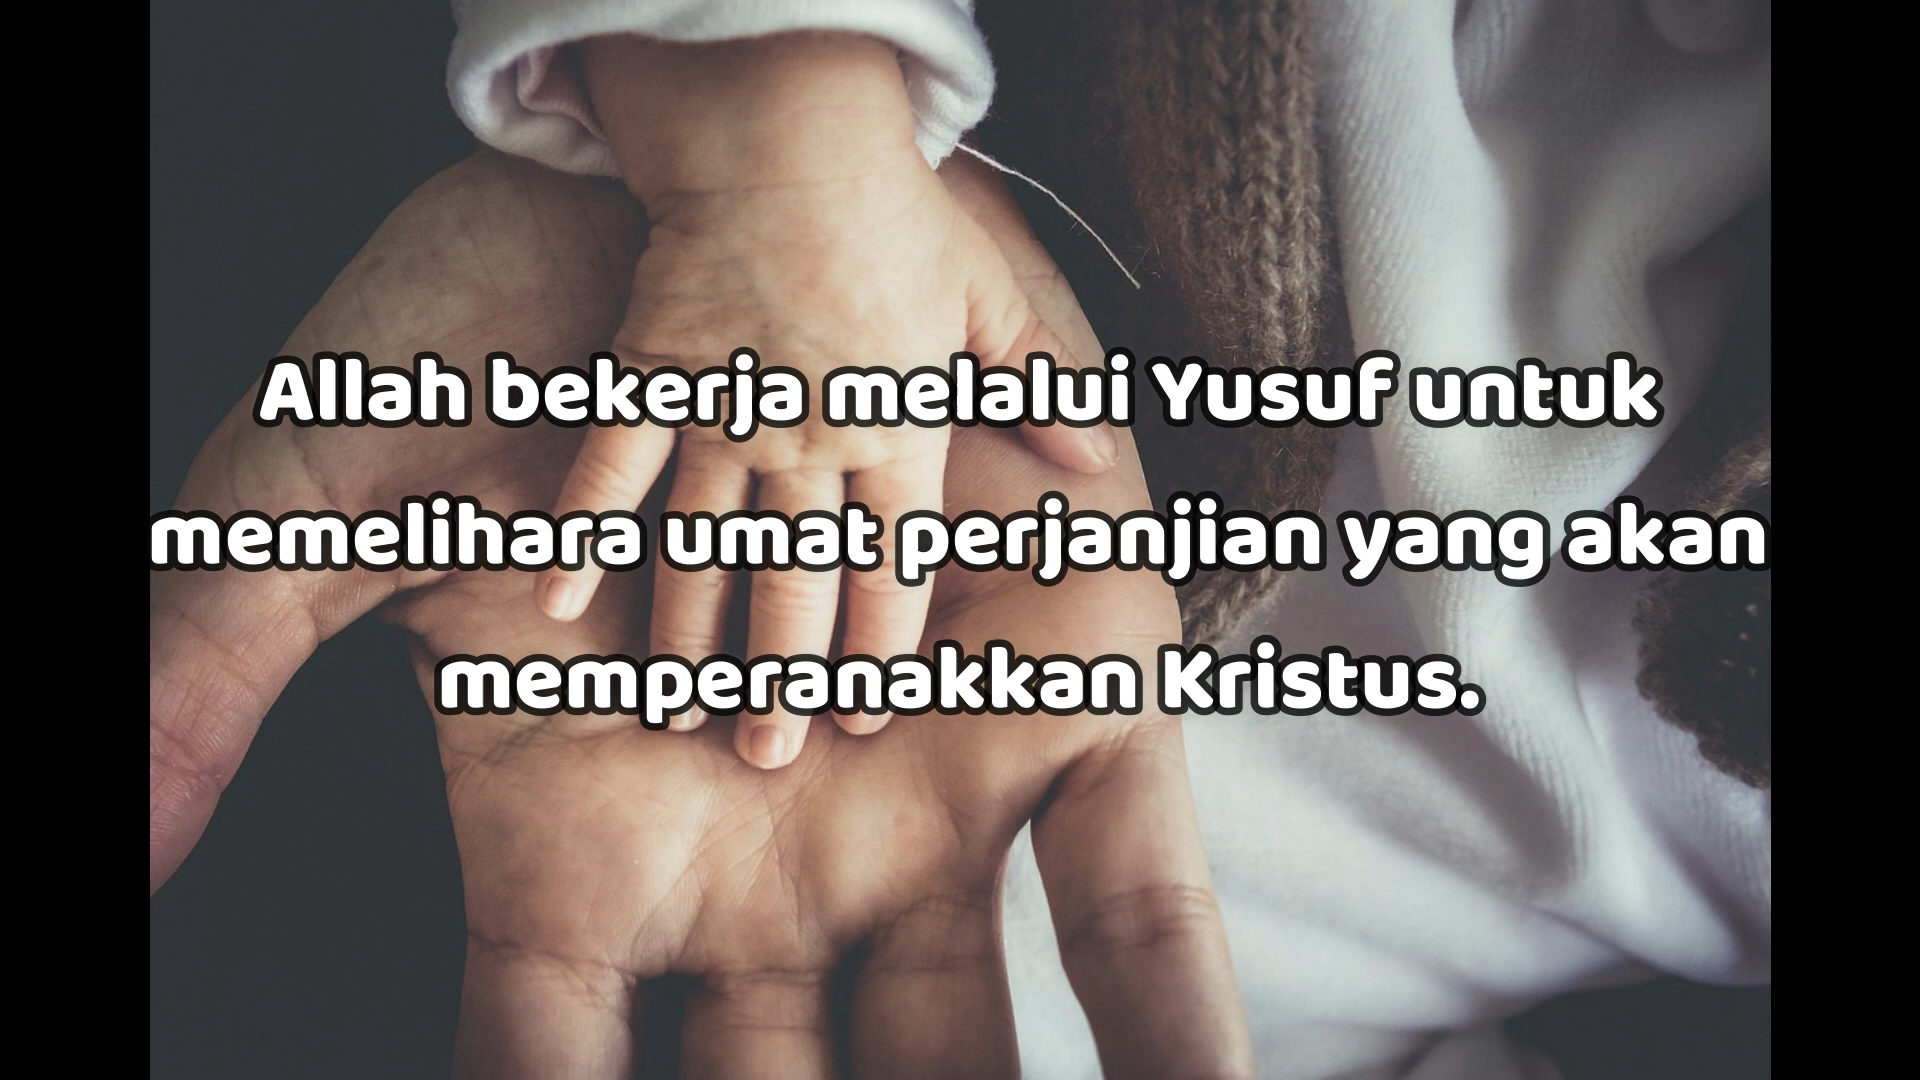 Allah bekerja melalui Yusuf untuk
memelihara umat perjanjian yang akan
memperanakkan Kristus.